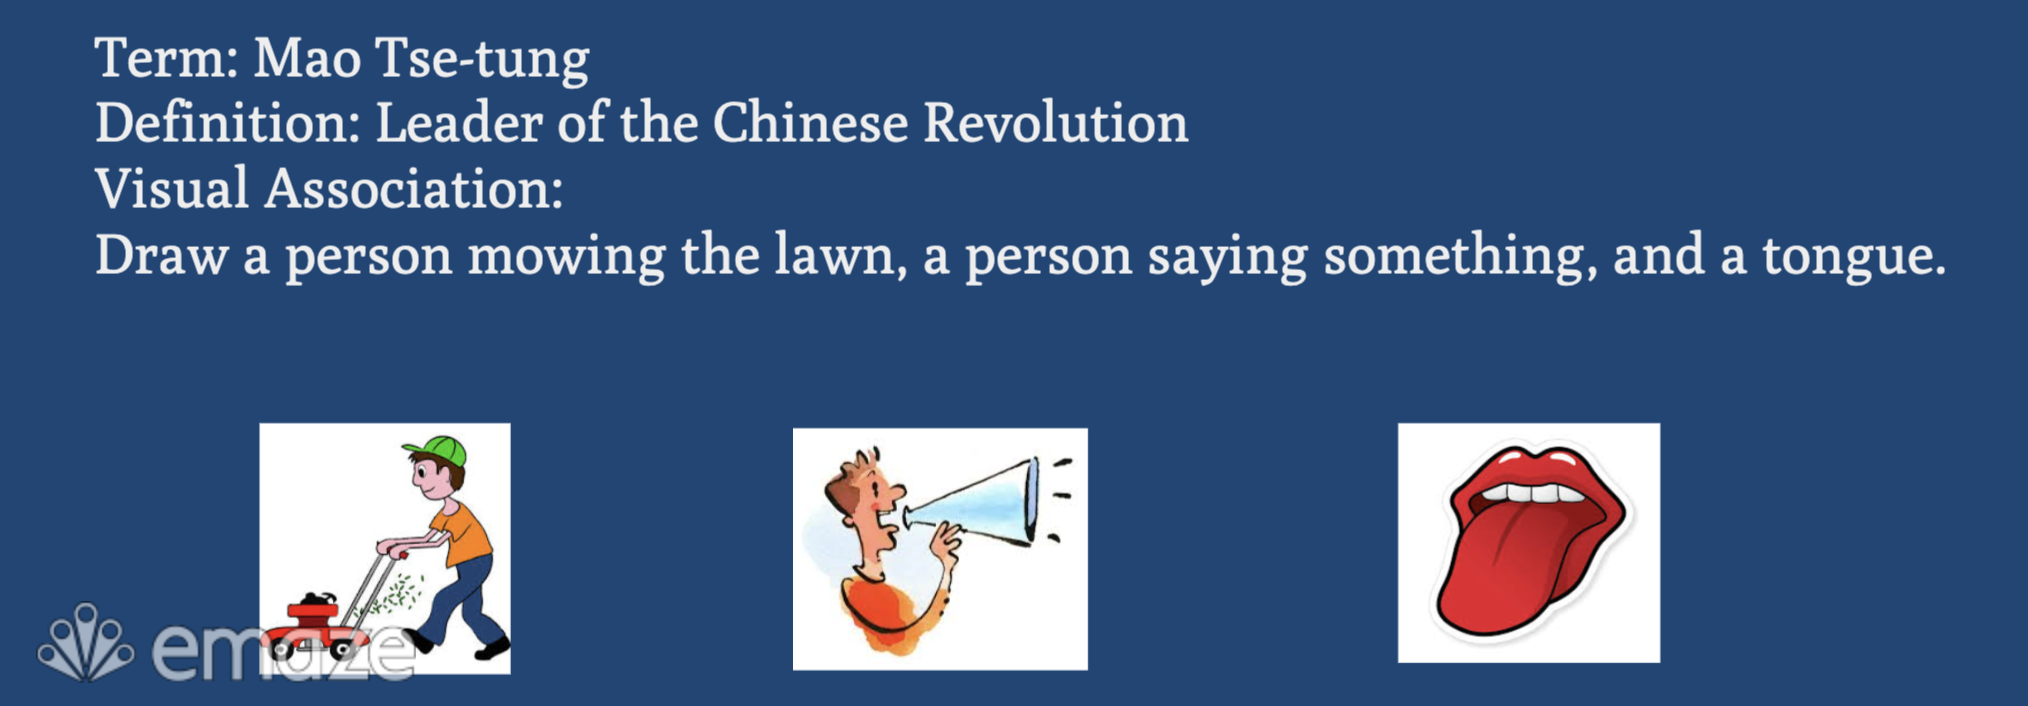 Term: Mao Tse-tung
Definition: Leader of the Chinese Revolution
Visual Association:
Draw a person mowing the lawn, a person saying something, and a tongue.
emaze